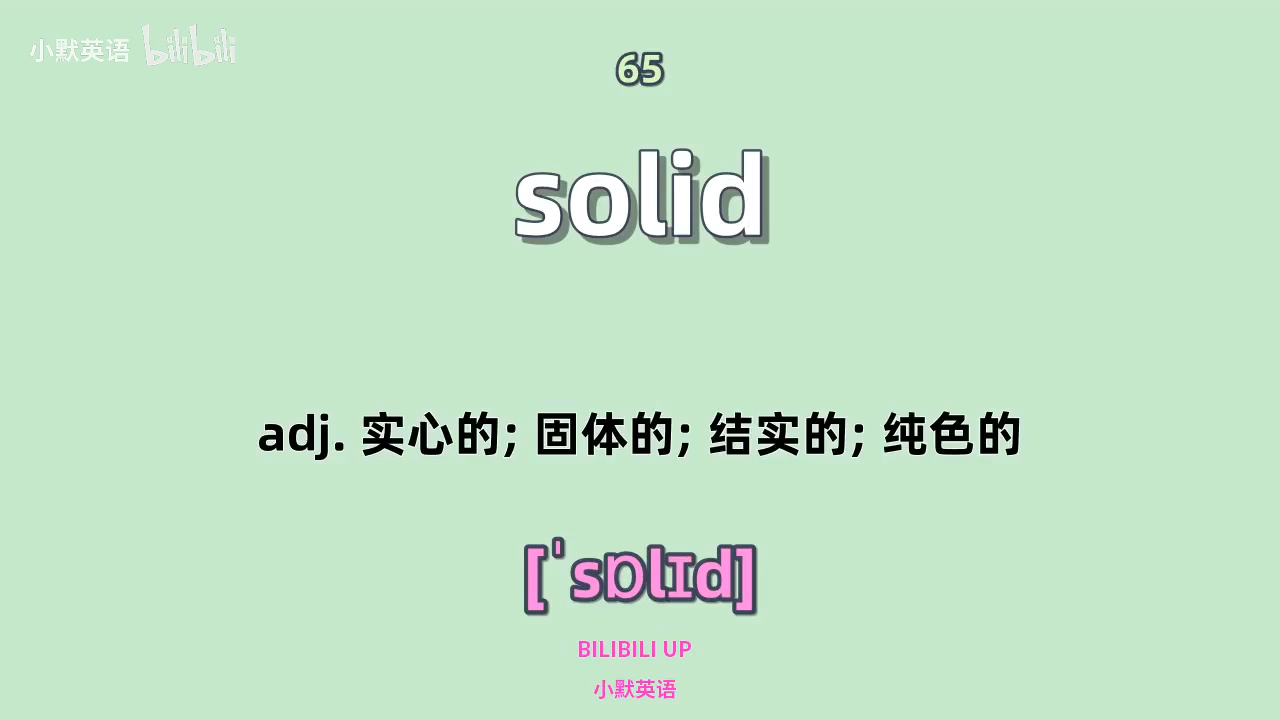 小默英语 bilibili
65
solid
adj. 实心的; 固体的; 结实的; 纯色的
[ˈsɒlɪd]
BILIBILI UP
小默英语